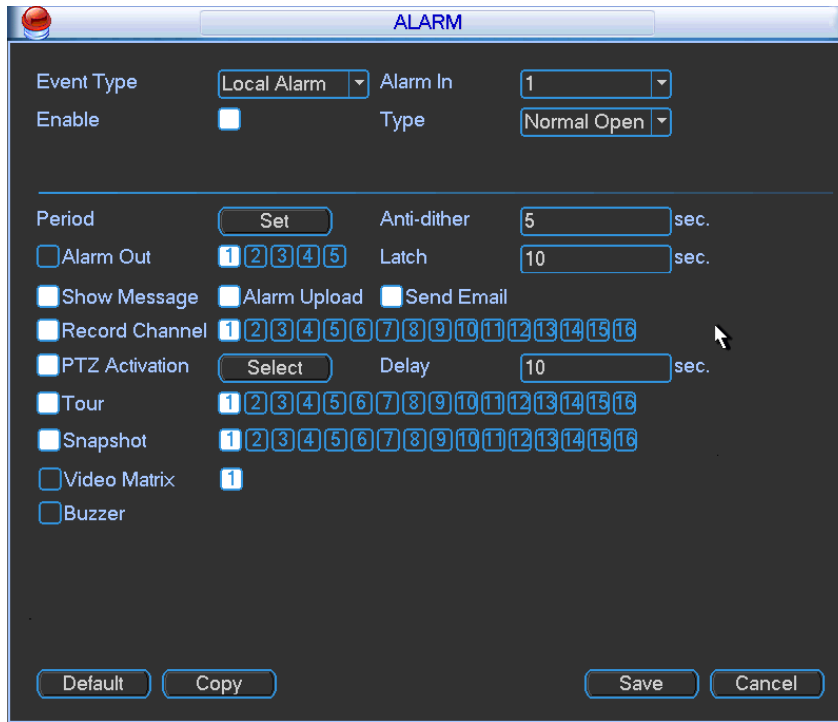 ALARM
Event Type Local Alarm Alarm In 1
Enable Type Normal Open
Period Set Anti-dither 5 sec.
Alarm Out 1 2 3 4 5 Latch 10 sec.
Show Message Alarm Upload Send Email
Record Channel 1 2 3 4 5 6 7 8 9 10 11 12 13 14 15 16
PTZ Activation Select Delay 10 sec.
Tour 1 2 3 4 5 6 7 8 9 10 11 12 13 14 15 16
Snapshot 1 2 3 4 5 6 7 8 9 10 11 12 13 14 15 16
Video Matrix 1
Buzzer
Default Copy Save Cancel